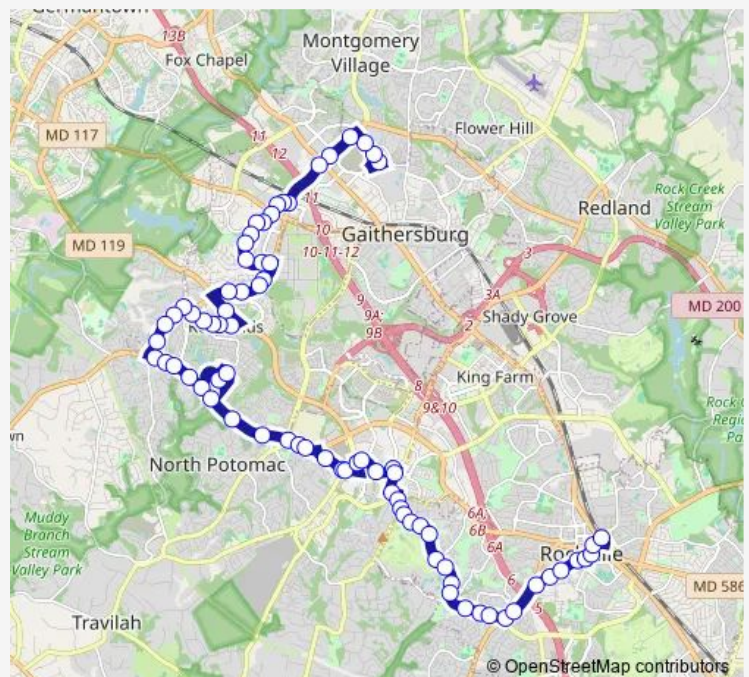 Germantown
13B
Fox Chapel
Montgomery
Village
MD 117
11
12
Flower Hill
11
Rock Creek
Stream
Valley Park
Redland
MD 119
10
Gaithersburg
10-11-12
3
9
3A
MD 200
9A;
9B
2
Shady Grove
8
King Farm
9&10
North Potomac
Muddy
Branch
Stream
Valley Park
6A;
6B
6A
6
5
MD 586
Travilah
© OpenStreetMap contributors